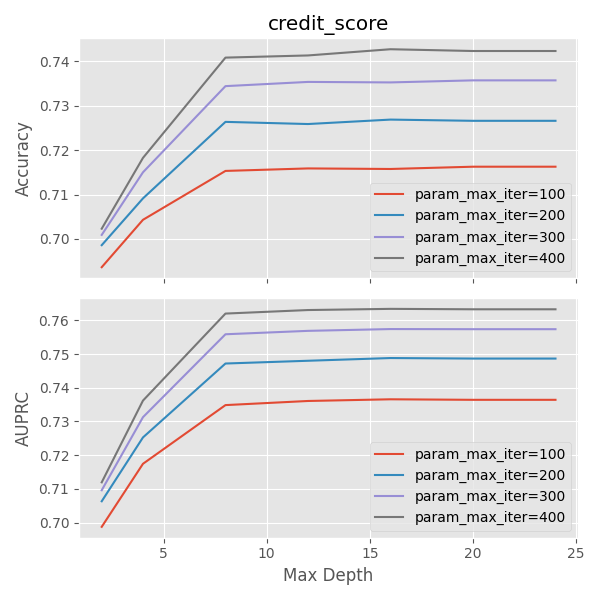 credit_score
Accuracy
0.74
0.73
0.72
0.71
0.70
param_max_iter=100
param_max_iter=200
param_max_iter=300
param_max_iter=400
AUPRC
0.76
0.75
0.74
0.73
0.72
0.71
0.70
param_max_iter=100
param_max_iter=200
param_max_iter=300
param_max_iter=400
5 10 15 20 25
Max Depth